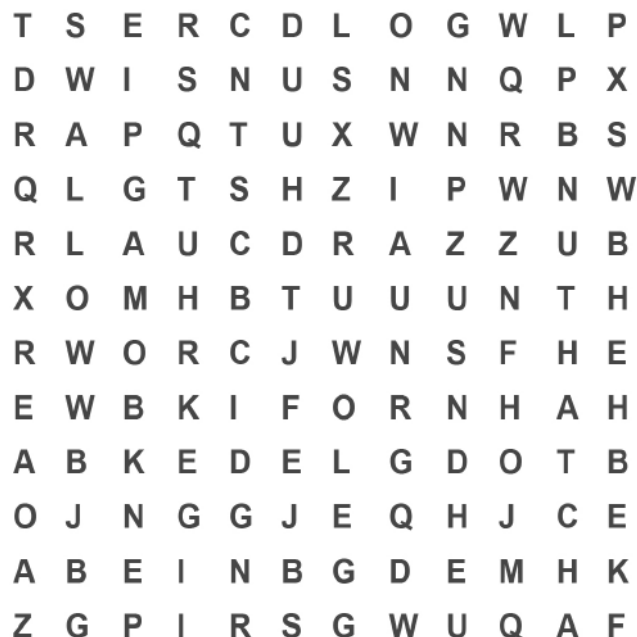 T S E R C D L O G W L P
D W I S N U S N N Q P X
R A P Q T U X W N R B S
Q L G T S H Z I P W N W
R L A U C D R A Z Z U B
X O M H B T U U U N T H
R W O R C J W N S F H E
E W B K I F O R N H A H
A B K E D E L G D O T B
O J N G G J E Q H J C E
A B E I N B G D E M H K
Z G P I R S G W U Q A F